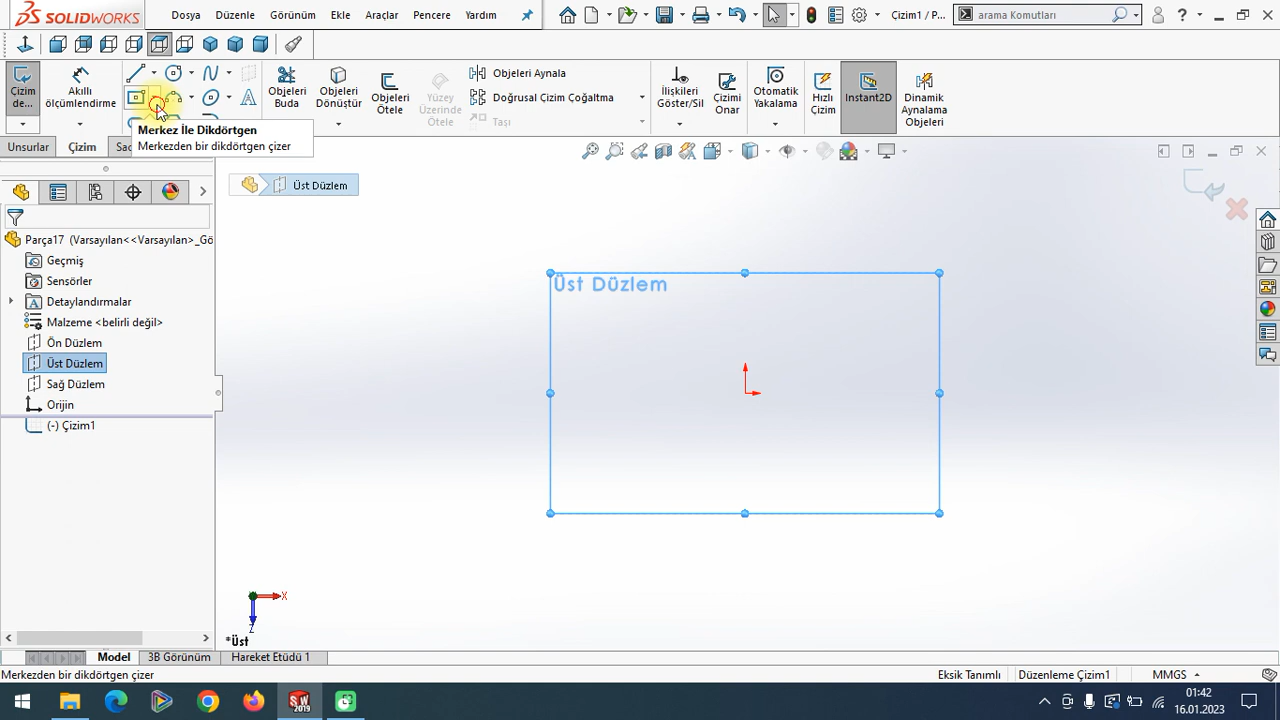 SOLIDWORKS
Dosya Düzenle Görünüm Ekle Araçlar Pencere Yardım
Çizim1 / P...
arama Komutları
Çizim de...
Akıllı ölçümlendirme
Objeleri Buda
Objeleri Dönüştür
Objeleri Ötele
Yüzey Üzerinde Ötele
Objeleri Aynala
Doğrusal Çizim Çoğaltma
Taşı
İlişkileri Göster/Sil
Çizimi Onar
Otomatik Yakalama
Hızlı Çizim
Instant2D
Dinamik Aynalama Objeleri
Merkez İle Dikdörtgen
Merkezden bir dikdörtgen çizer
Unsurlar Çizim
Üst Düzlem
Parça17 (Varsayılan<<Varsayılan>_Gö
Geçmiş
Sensörler
Detaylandırmalar
Malzeme <belirli değil>
Ön Düzlem
Üst Düzlem
Sağ Düzlem
Orijin
(-) Çizim1
Üst Düzlem
X
Z
*Üst
Model 3B Görünüm Hareket Etüdü 1
Merkezden bir dikdörtgen çizer
Eksik Tanımlı Düzenleme Çizim1 MMGS
SW 2019
01:42
16.01.2023